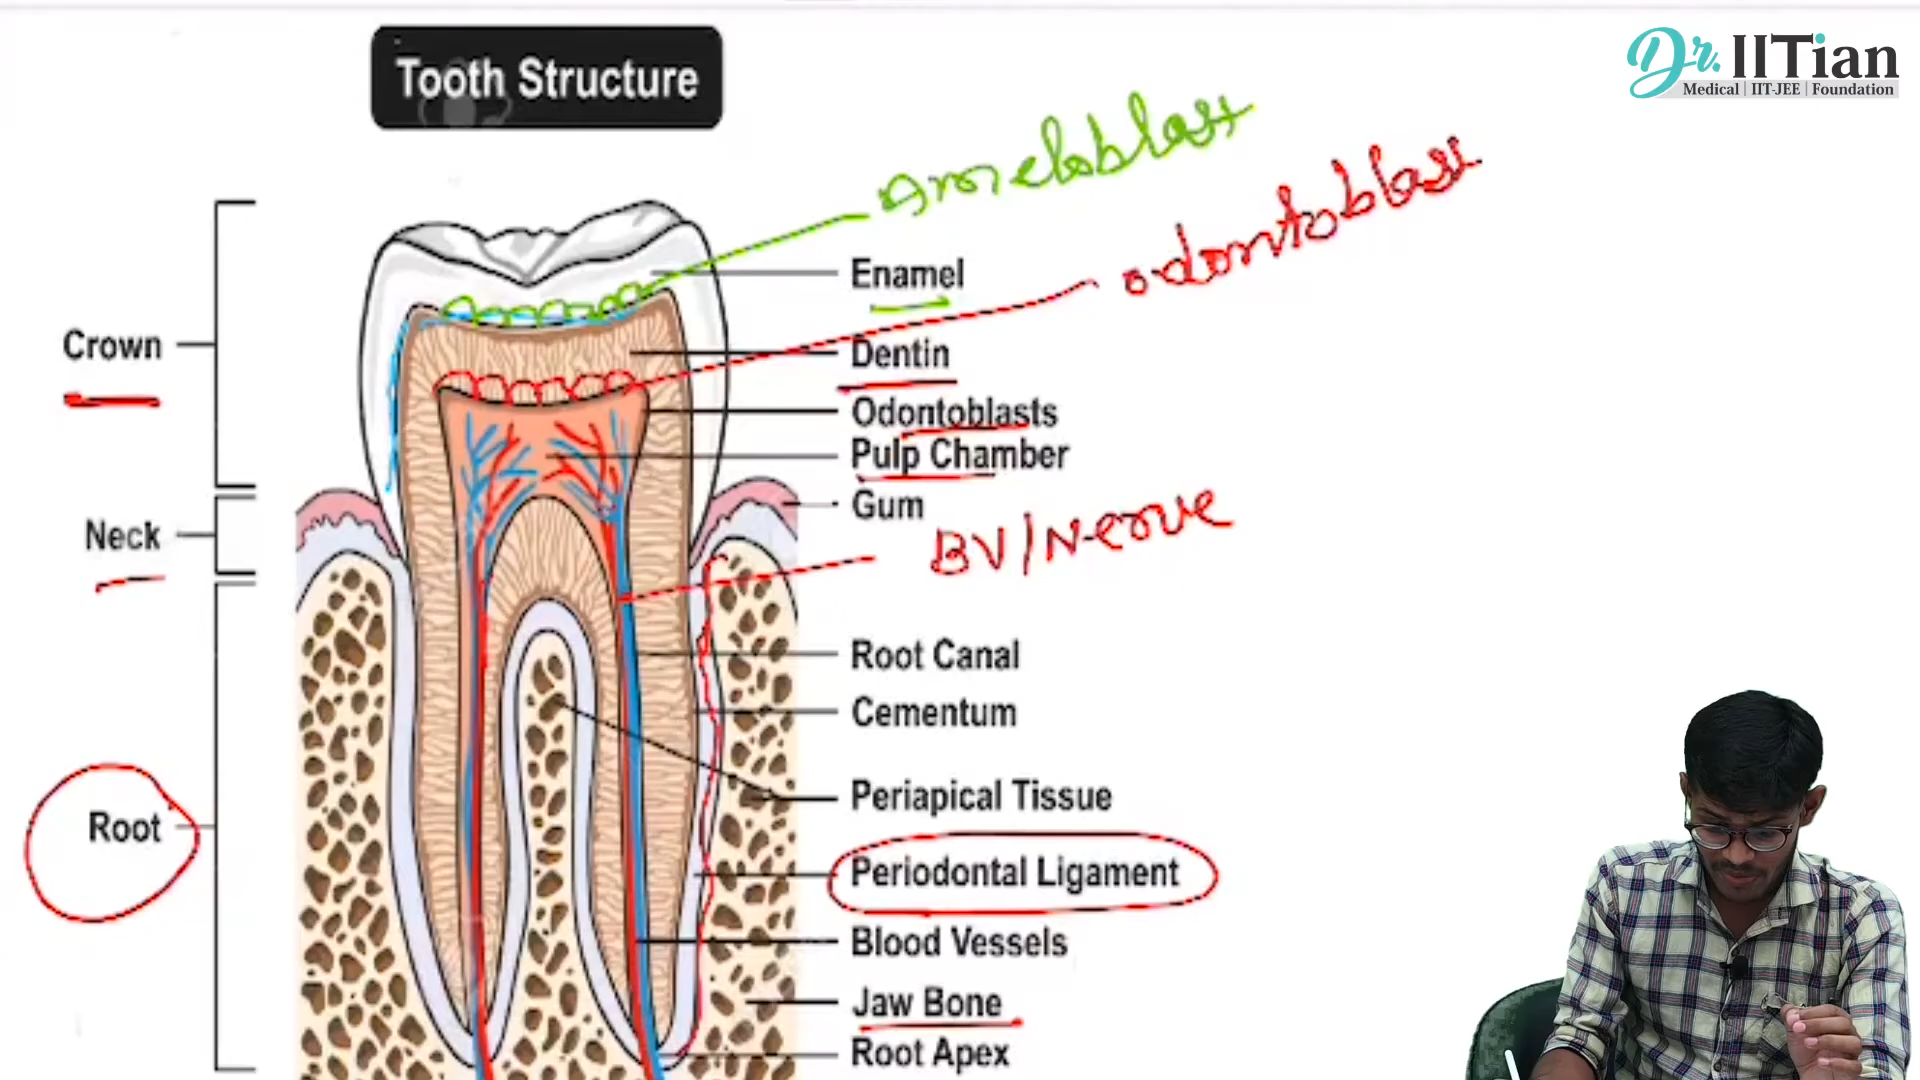 Tooth Structure
Dr. IITian
Medical | IIT-JEE | Foundation
Ameloblast
odontoblast
Enamel
Crown
Dentin
Odontoblasts
Pulp Chamber
Gum
Neck
BV/Nerve
Root Canal
Cementum
Periapical Tissue
Root
Periodontal Ligament
Blood Vessels
Jaw Bone
Root Apex